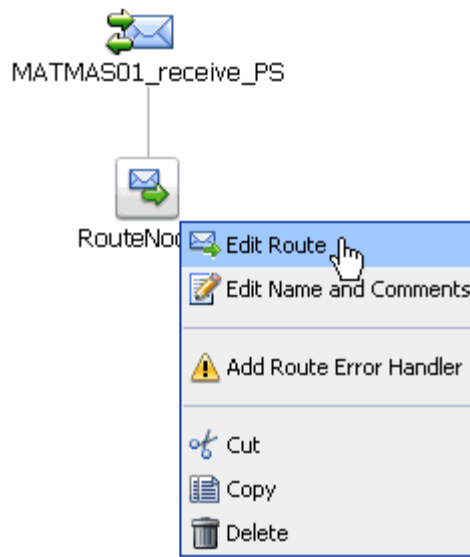 MATMAS01_receive_PS
RouteNo
Edit Route
Edit Name and Comments
Add Route Error Handler
Cut
Copy
Delete